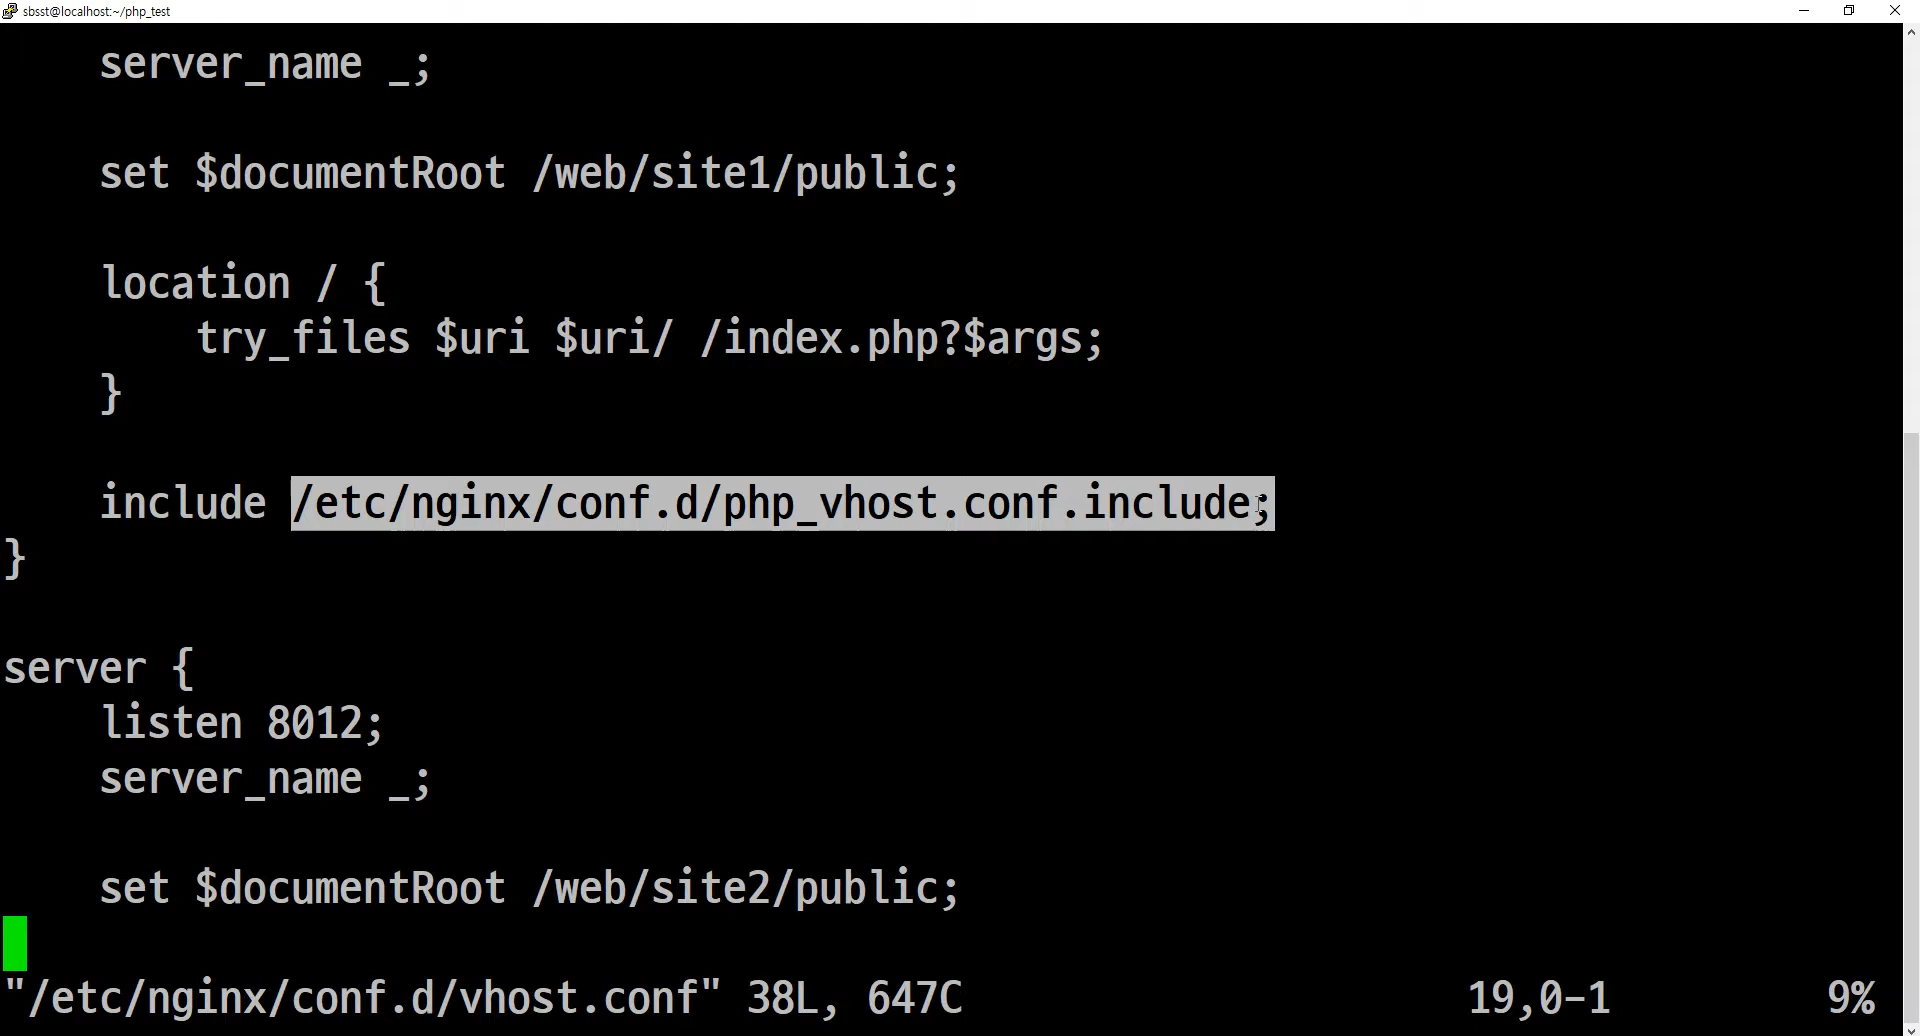 sbsst@localhost:~/php_test
server_name _;
set $documentRoot /web/site1/public;
location / {
try_files $uri $uri/ /index.php?$args;
}
include /etc/nginx/conf.d/php_vhost.conf.include;
}
server {
listen 8012;
server_name _;
set $documentRoot /web/site2/public;
"/etc/nginx/conf.d/vhost.conf" 38L, 647C 19,0-1 9%